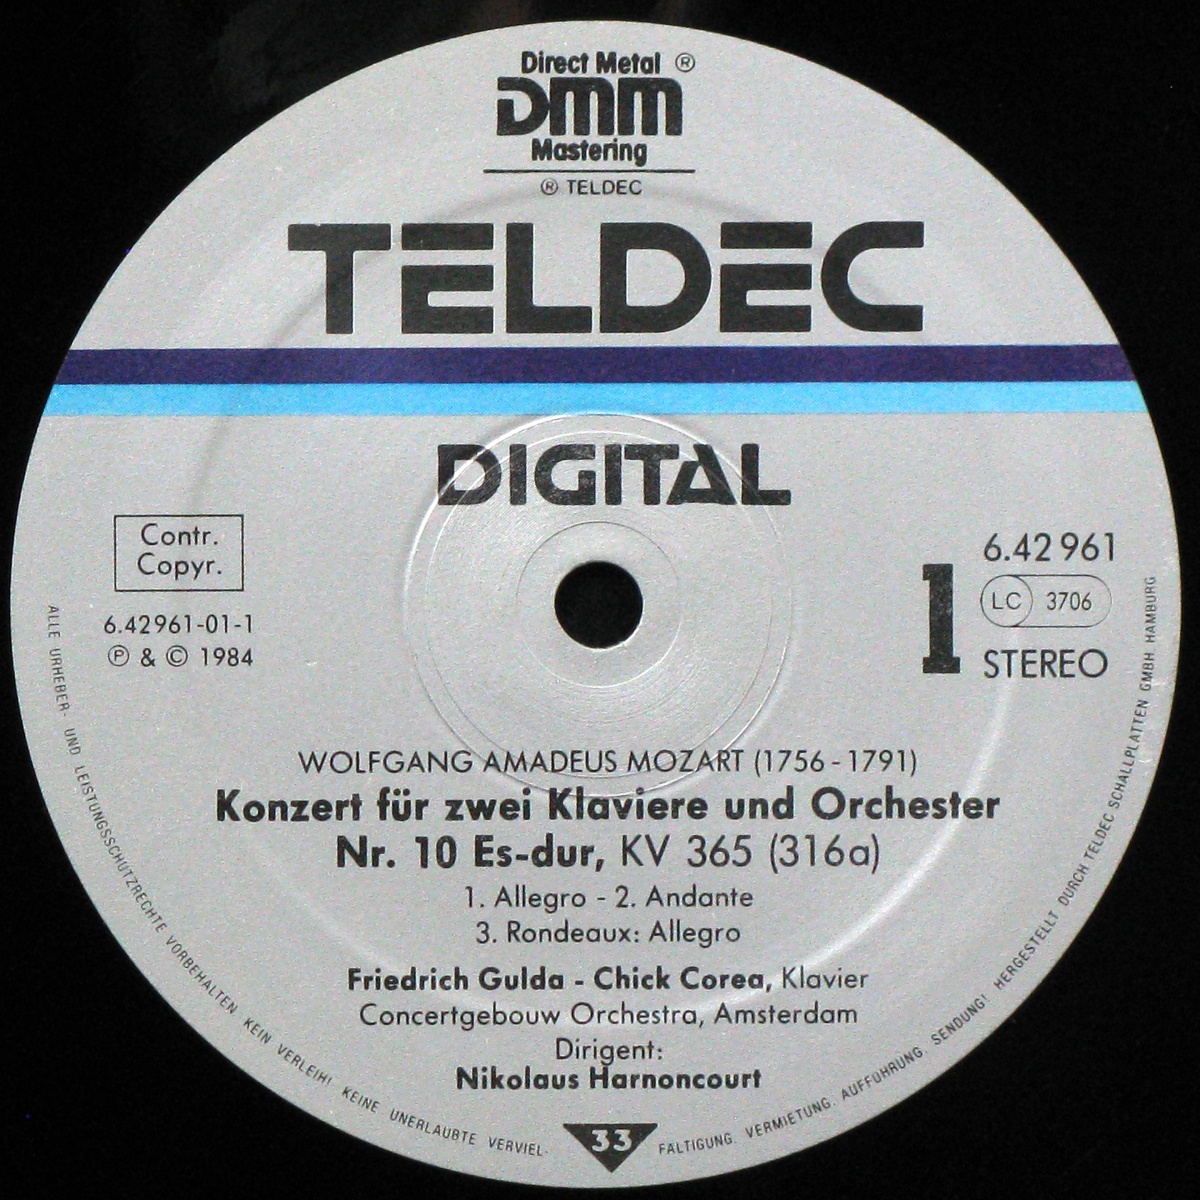 Direct Metal ®
DMM
Mastering
® TELDEC
TELDEC
DIGITAL
Contr.
Copyr.
6.42961-01-1
℗ & © 1984
1
6.42 961
LC 3706
STEREO
WOLFGANG AMADEUS MOZART (1756-1791)
Konzert für zwei Klaviere und Orchester
Nr. 10 Es-dur, KV 365 (316a)
1. Allegro - 2. Andante
3. Rondeaux: Allegro
Friedrich Gulda - Chick Corea, Klavier
Concertgebouw Orchestra, Amsterdam
Dirigent:
Nikolaus Harnoncourt
33
ALLE URHEBER- UND LEISTUNGSSCHUTZRECHTE VORBEHALTEN KEIN VERLEIH! KEINE UNERLAUBTE VERVIEL- FÄLTIGUNG. VERMIETUNG. AUFFÜHRUNG. SENDUNG! HERGESTELLT DURCH TELDEC SCHALLPLATTEN GMBH HAMBURG